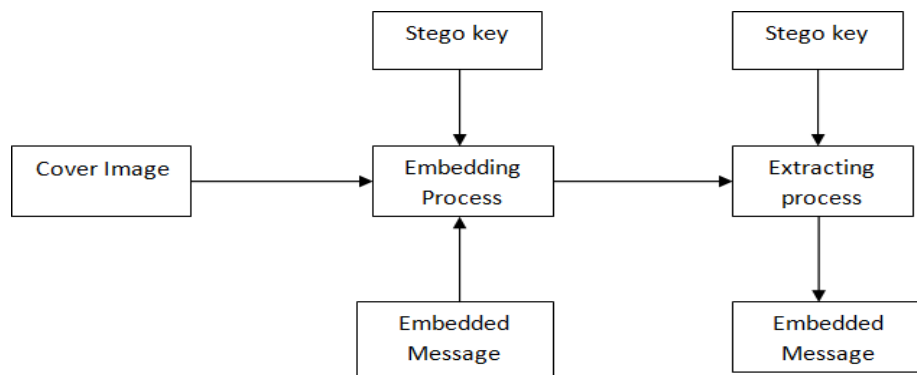 Stego key
Stego key
Cover Image
Embedding
Process
Extracting
process
Embedded
Message
Embedded
Message